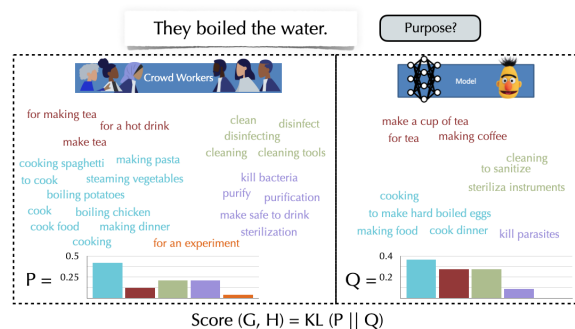 They boiled the water.
Purpose?
Crowd Workers
for making tea
for a hot drink
make tea
clean
disinfect
disinfecting
cleaning
cleaning tools
cooking spaghetti
making pasta
to cook
steaming vegetables
boiling potatoes
cook
boiling chicken
cook food
making dinner
cooking
kill bacteria
purify
purification
make safe to drink
sterilization
for an experiment
P =
0.5
0.25
Model
make a cup of tea
for tea
making coffee
cleaning
to sanitize
steriliza instruments
cooking
to make hard boiled eggs
making food
cook dinner
kill parasites
Q =
0.4
0.2
Score (G, H) = KL (P || Q)